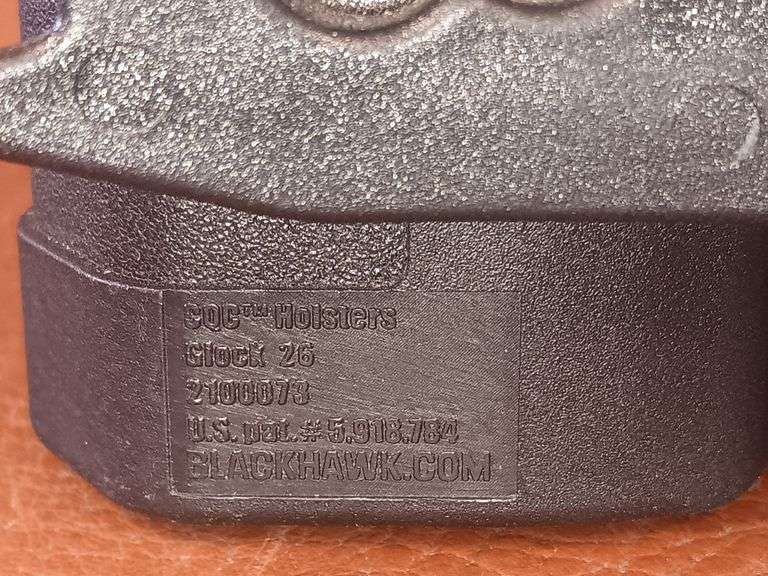 CQC™ Holsters
Glock 26
2100073
U.S. pat.# 5.918.784
BLACKHAWK.COM